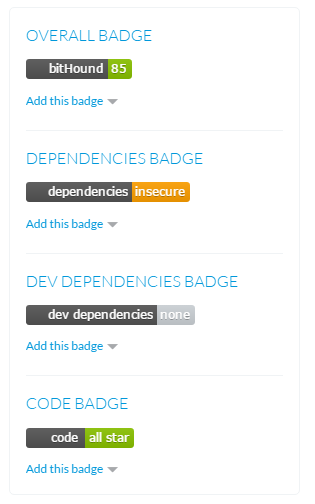 OVERALL BADGE
bitHound 85
Add this badge
DEPENDENCIES BADGE
dependencies insecure
Add this badge
DEV DEPENDENCIES BADGE
dev dependencies none
Add this badge
CODE BADGE
code all star
Add this badge